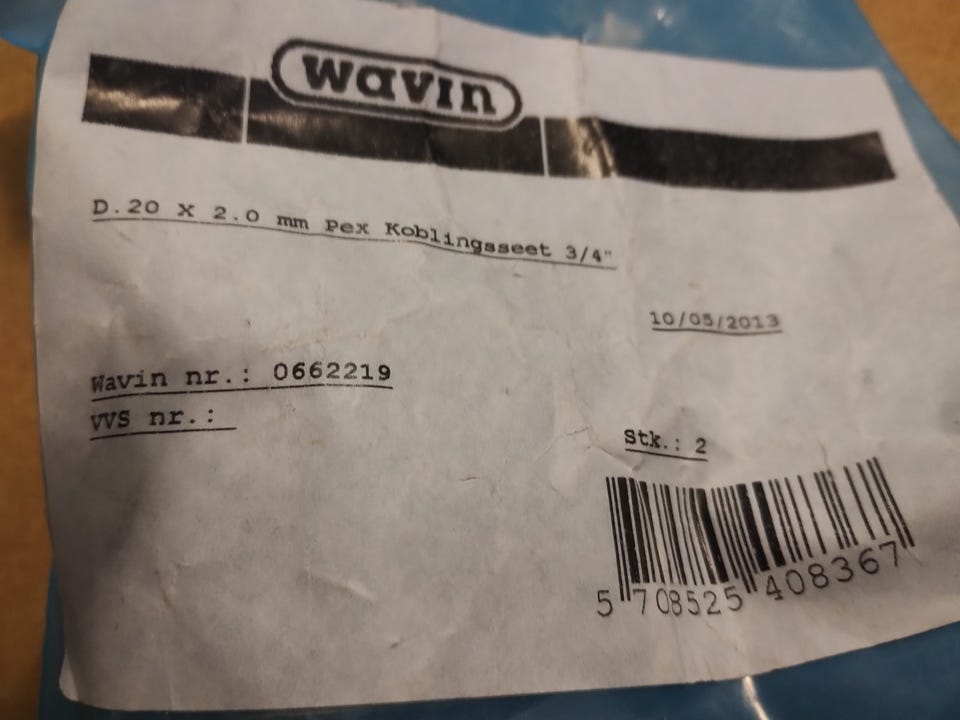 wavin
D.20 X 2.0 mm Pex Koblingsseet 3/4"
10/05/2013
Wavin nr.: 0662219
VVS nr.:
Stk.: 2
5 708525 408367